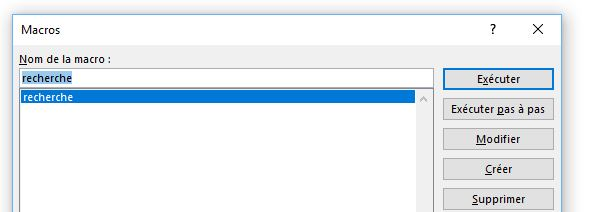 Macros
Nom de la macro :
recherche
recherche
Exécuter
Exécuter pas à pas
Modifier
Créer
Supprimer